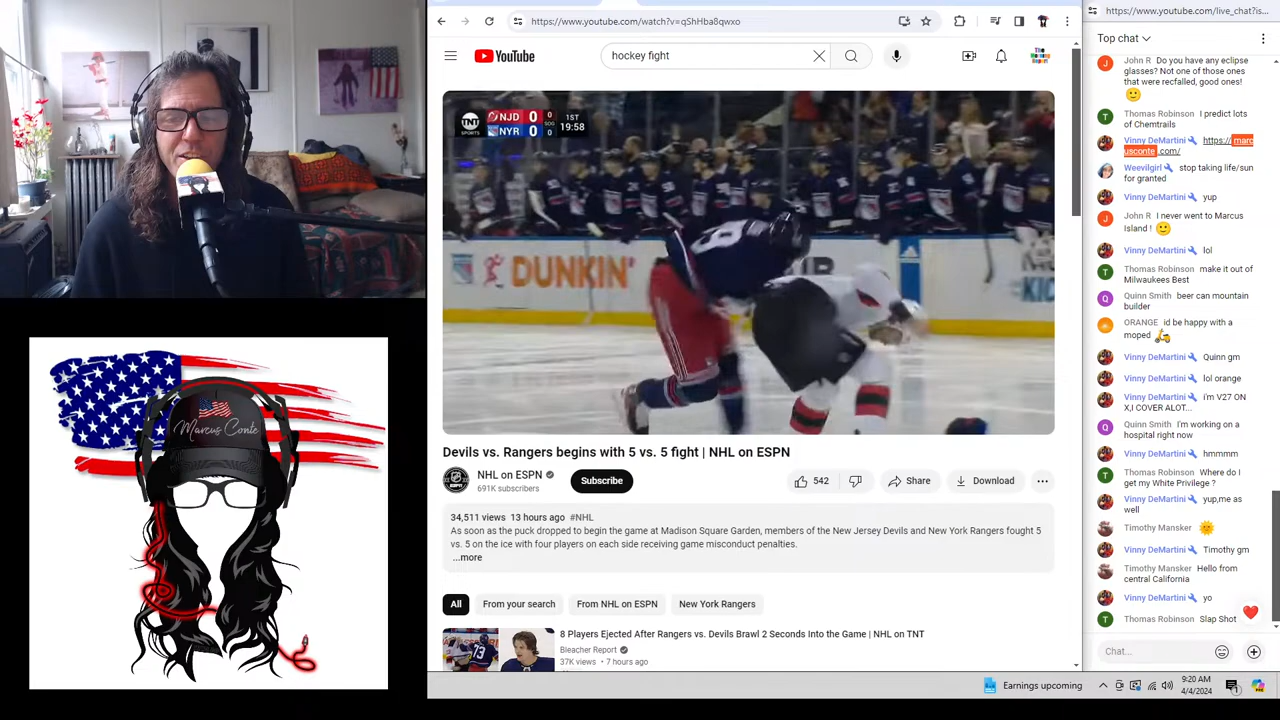 https://www.youtube.com/watch?v=qShHba8qwxo
https://www.youtube.com/live_chat?is...
YouTube
hockey fight
TNT
SPORTS
NJD 0 0
SOG
NYR 0 0
1ST
19:58
DUNKIN'
Devils vs. Rangers begins with 5 vs. 5 fight | NHL on ESPN
NHL on ESPN
691K subscribers
Subscribe
542
Share
Download
34,511 views 13 hours ago #NHL
As soon as the puck dropped to begin the game at Madison Square Garden, members of the New Jersey Devils and New York Rangers fought 5
vs. 5 on the ice with four players on each side receiving game misconduct penalties.
...more
All
From your search
From NHL on ESPN
New York Rangers
8 Players Ejected After Rangers vs. Devils Brawl 2 Seconds Into the Game | NHL on TNT
Bleacher Report
37K views • 7 hours ago
Marcus Conte
Top chat
John R Do you have any eclipse
glasses? Not one of those ones
that were recfalled, good ones!
Thomas Robinson I predict lots
of Chemtrails
Vinny DeMartini https://marc
usconte.com/
Weevilgirl stop taking life/sun
for granted
Vinny DeMartini yup
John R I never went to Marcus
Island !
Vinny DeMartini lol
Thomas Robinson make it out of
Milwaukees Best
Quinn Smith beer can mountain
builder
ORANGE id be happy with a
moped
Vinny DeMartini Quinn gm
Vinny DeMartini lol orange
Vinny DeMartini i'm V27 ON
X,I COVER ALOT...
Quinn Smith I'm working on a
hospital right now
Vinny DeMartini hmmmm
Thomas Robinson Where do I
get my White Privilege ?
Vinny DeMartini yup,me as
well
Timothy Mansker
Vinny DeMartini Timothy gm
Timothy Mansker Hello from
central California
Vinny DeMartini yo
Thomas Robinson Slap Shot
Chat...
Earnings upcoming
9:20 AM
4/4/2024